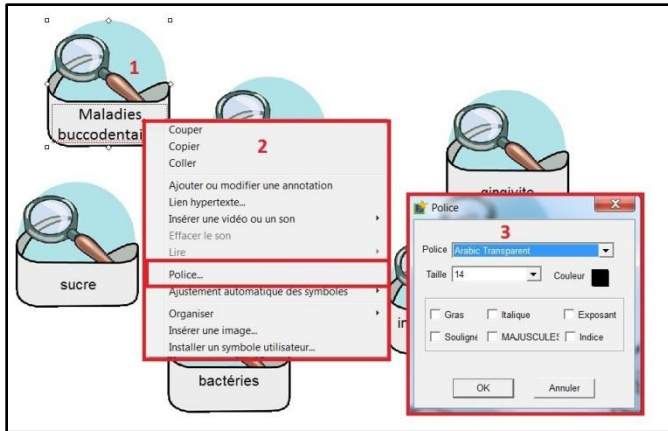 1
Maladies
buccodentai
2
Couper
Copier
Coller
Ajouter ou modifier une annotation
Lien hypertexte...
Insérer une vidéo ou un son
Effacer le son
Lire
Police...
Ajustement automatique des symboles
Organiser
Insérer une image...
Installer un symbole utilisateur...
sucre
bactéries
gingivite
in
Police
3
Police Arabic Transparent
Taille 14 Couleur
Gras Italique Exposant
Souligné MAJUSCULES Indice
OK Annuler